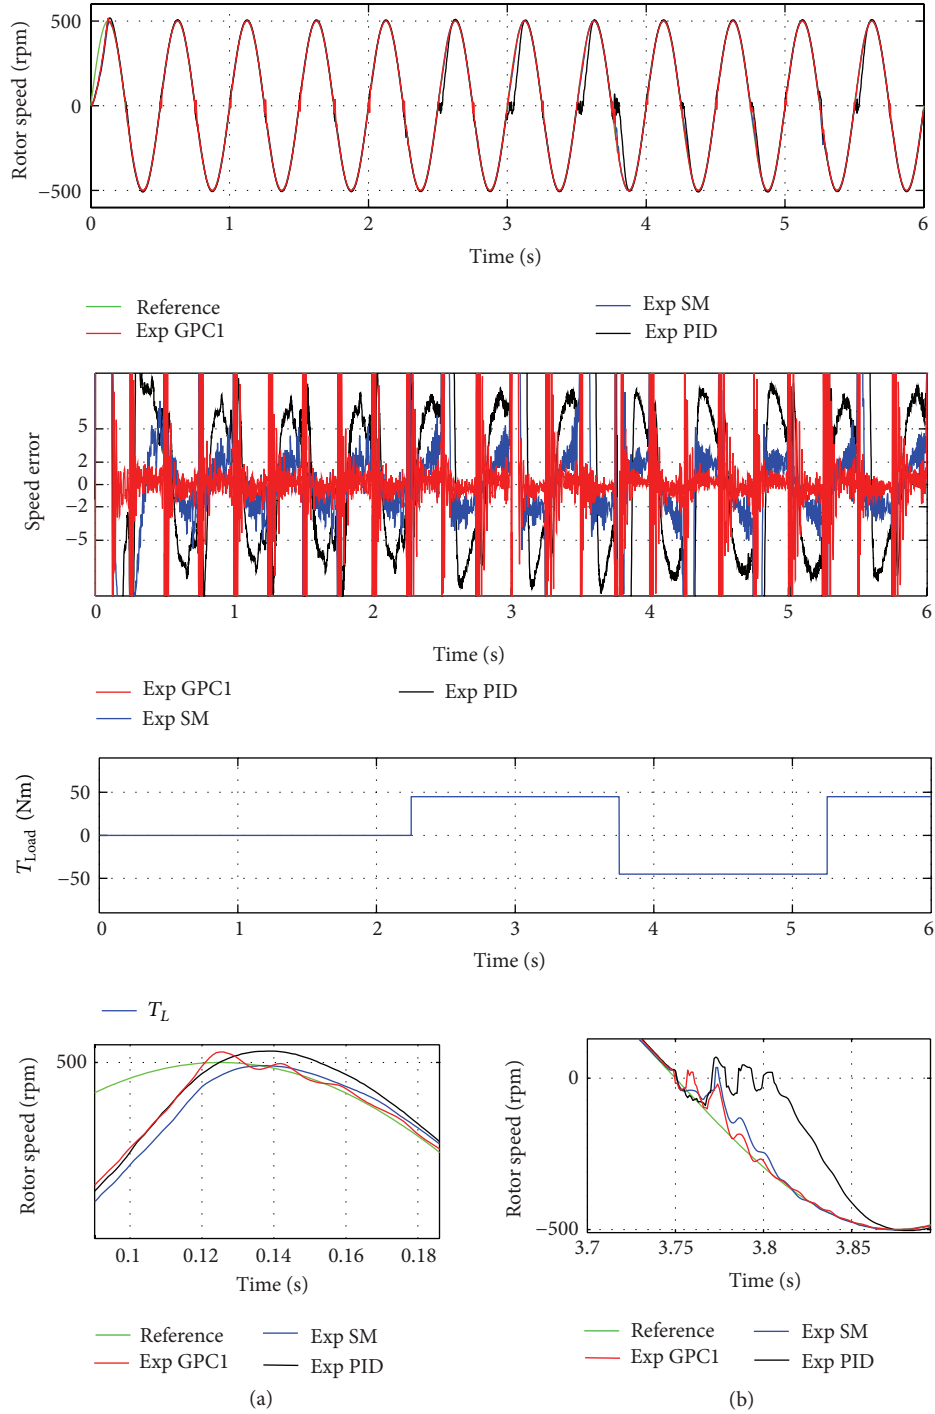 500
0
−500
Rotor speed (rpm)
0 1 2 3 4 5 6
Time (s)
Reference
Exp GPC1
Exp SM
Exp PID
5
2
0
−2
−5
Speed error
0 1 2 3 4 5 6
Time (s)
Exp GPC1
Exp SM
Exp PID
50
0
−50
T_Load (Nm)
0 1 2 3 4 5 6
Time (s)
T_L
500
Rotor speed (rpm)
0.1 0.12 0.14 0.16 0.18
Time (s)
Reference
Exp GPC1
Exp SM
Exp PID
(a)
0
−500
Rotor speed (rpm)
3.7 3.75 3.8 3.85
Time (s)
Reference
Exp GPC1
Exp SM
Exp PID
(b)